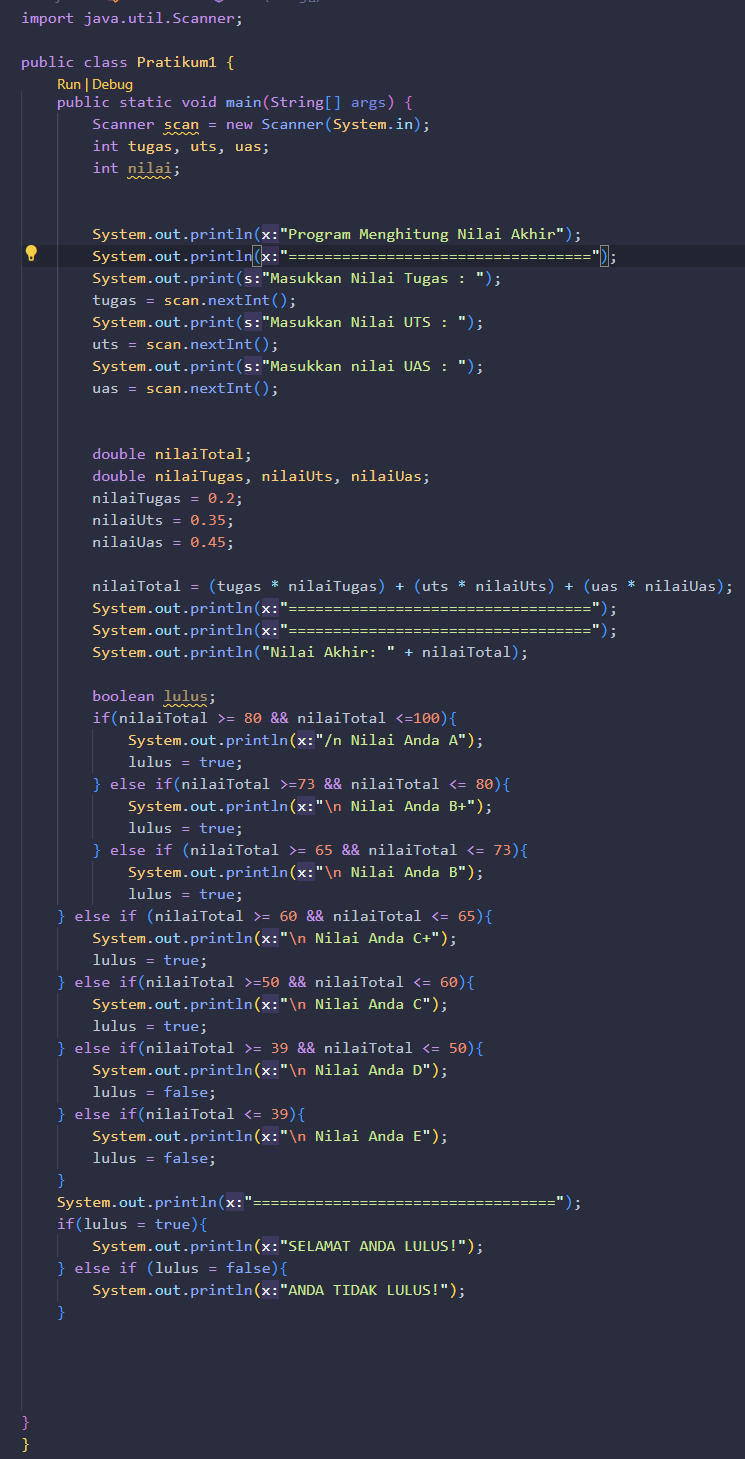 import java.util.Scanner;
public class Pratikum1 {
Run | Debug
public static void main(String[] args) {
Scanner scan = new Scanner(System.in);
int tugas, uts, uas;
int nilai;
System.out.println(x:"Program Menghitung Nilai Akhir");
System.out.println(x:"==================================");
System.out.print(s:"Masukkan Nilai Tugas : ");
tugas = scan.nextInt();
System.out.print(s:"Masukkan Nilai UTS : ");
uts = scan.nextInt();
System.out.print(s:"Masukkan nilai UAS : ");
uas = scan.nextInt();
double nilaiTotal;
double nilaiTugas, nilaiUts, nilaiUas;
nilaiTugas = 0.2;
nilaiUts = 0.35;
nilaiUas = 0.45;
nilaiTotal = (tugas * nilaiTugas) + (uts * nilaiUts) + (uas * nilaiUas);
System.out.println(x:"==================================");
System.out.println(x:"==================================");
System.out.println("Nilai Akhir: " + nilaiTotal);
boolean lulus;
if(nilaiTotal >= 80 && nilaiTotal <=100){
System.out.println(x:"/n Nilai Anda A");
lulus = true;
} else if(nilaiTotal >=73 && nilaiTotal <= 80){
System.out.println(x:"\n Nilai Anda B+");
lulus = true;
} else if (nilaiTotal >= 65 && nilaiTotal <= 73){
System.out.println(x:"\n Nilai Anda B");
lulus = true;
} else if (nilaiTotal >= 60 && nilaiTotal <= 65){
System.out.println(x:"\n Nilai Anda C+");
lulus = true;
} else if(nilaiTotal >=50 && nilaiTotal <= 60){
System.out.println(x:"\n Nilai Anda C");
lulus = true;
} else if(nilaiTotal >= 39 && nilaiTotal <= 50){
System.out.println(x:"\n Nilai Anda D");
lulus = false;
} else if(nilaiTotal <= 39){
System.out.println(x:"\n Nilai Anda E");
lulus = false;
}
System.out.println(x:"==================================");
if(lulus = true){
System.out.println(x:"SELAMAT ANDA LULUS!");
} else if (lulus = false){
System.out.println(x:"ANDA TIDAK LULUS!");
}
}
}